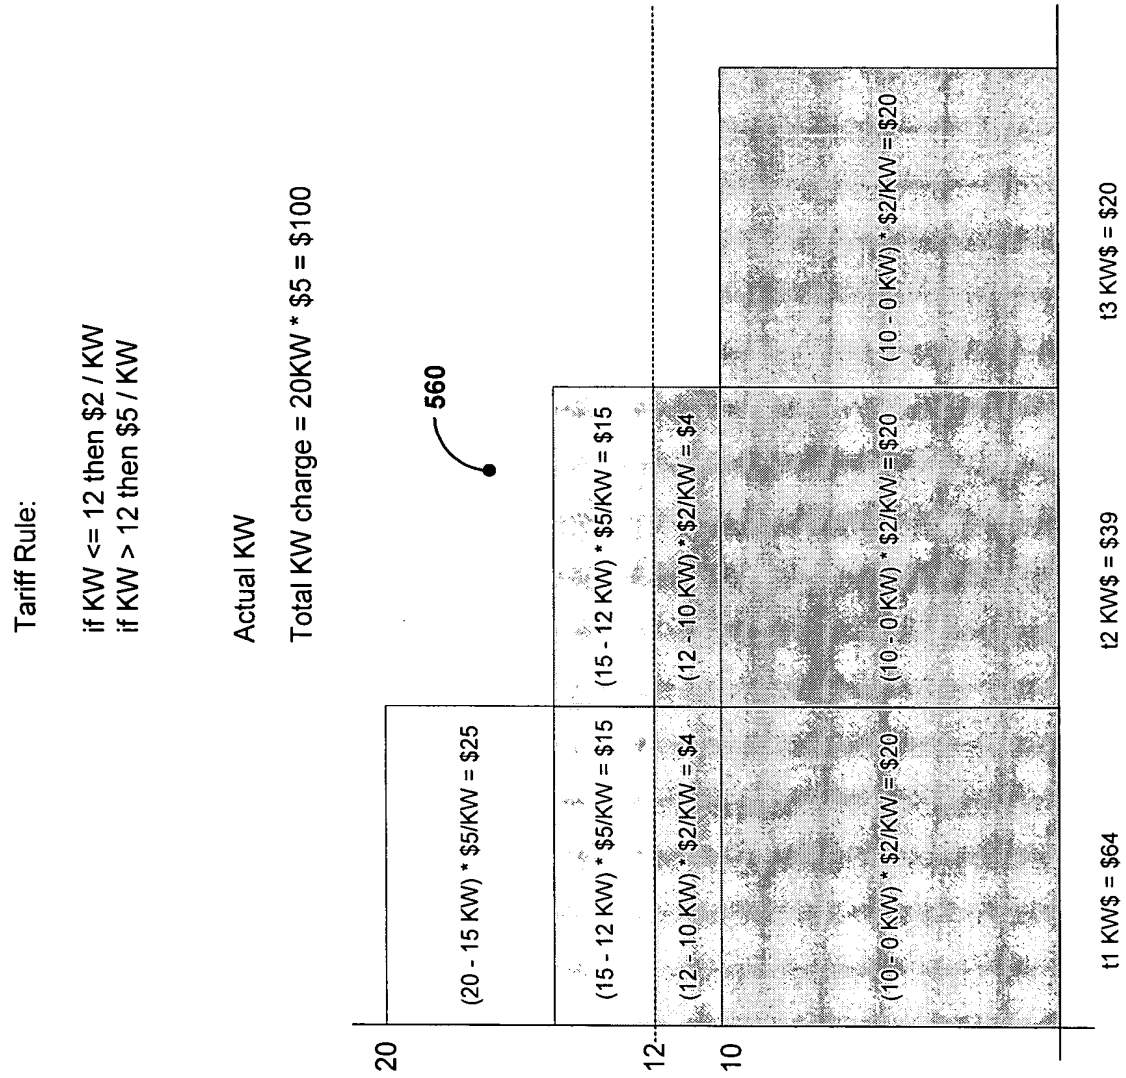 Tariff Rule:
if KW <= 12 then $2 / KW
if KW > 12 then $5 / KW
Actual KW
Total KW charge = 20KW * $5 = $100
560
20
(20 - 15 KW) * $5/KW = $25
(15 - 12 KW) * $5/KW = $15
(15 - 12 KW) * $5/KW = $15
12
(12 - 10 KW) * $2/KW = $4
(12 - 10 KW) * $2/KW = $4
10
(10 - 0 KW) * $2/KW = $20
(10 - 0 KW) * $2/KW = $20
(10 - 0 KW) * $2/KW = $20
t1 KW$ = $64
t2 KW$ = $39
t3 KW$ = $20